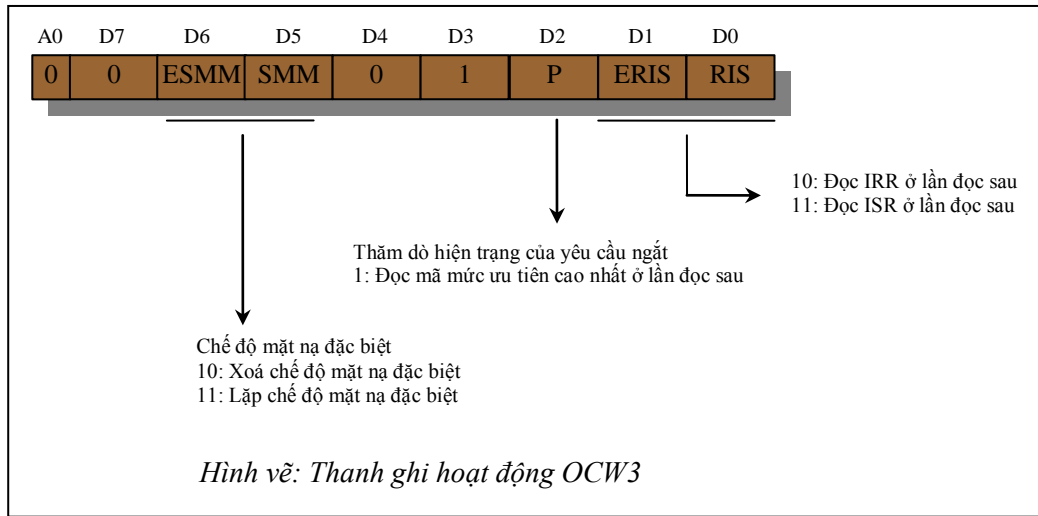 A0 D7 D6 D5 D4 D3 D2 D1 D0
0 0 ESMM SMM 0 1 P ERIS RIS
10: Đọc IRR ở lần đọc sau
11: Đọc ISR ở lần đọc sau
Thăm dò hiện trạng của yêu cầu ngắt
1: Đọc mã mức ưu tiên cao nhất ở lần đọc sau
Chế độ mặt nạ đặc biệt
10: Xoá chế độ mặt nạ đặc biệt
11: Lặp chế độ mặt nạ đặc biệt
Hình vẽ: Thanh ghi hoạt động OCW3